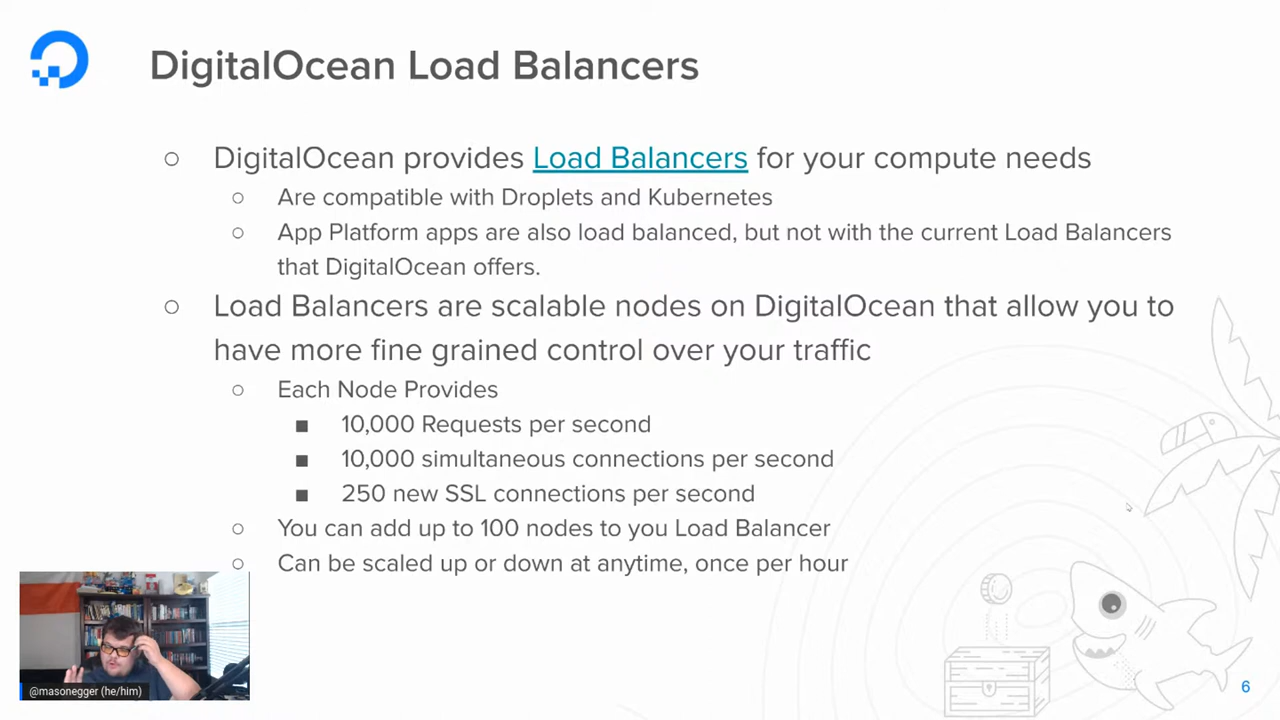 DigitalOcean Load Balancers
○ DigitalOcean provides Load Balancers for your compute needs
○ Are compatible with Droplets and Kubernetes
○ App Platform apps are also load balanced, but not with the current Load Balancers
that DigitalOcean offers.
○ Load Balancers are scalable nodes on DigitalOcean that allow you to
have more fine grained control over your traffic
○ Each Node Provides
■ 10,000 Requests per second
■ 10,000 simultaneous connections per second
■ 250 new SSL connections per second
○ You can add up to 100 nodes to you Load Balancer
○ Can be scaled up or down at anytime, once per hour
@masonegger (he/him)
6